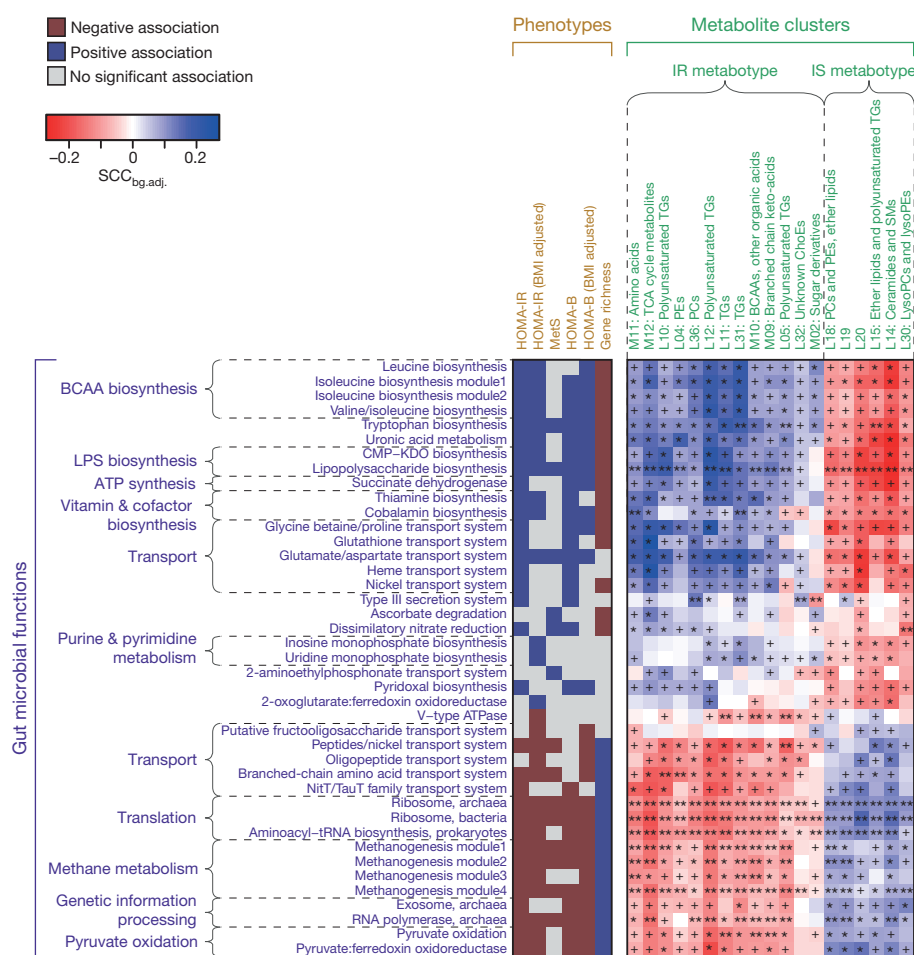 Negative association
Positive association
No significant association
−0.2 0 0.2
SCCbg.adj.
Phenotypes
Metabolite clusters
IR metabotype
IS metabotype
HOMA-IR
HOMA-IR (BMI adjusted)
MetS
HOMA-B
HOMA-B (BMI adjusted)
Gene richness
M11: Amino acids
M12: TCA cycle metabolites
L10: Polyunsaturated TGs
L04: PEs
L36: PCs
L12: Polyunsaturated TGs
L11: TGs
L31: TGs
M10: BCAAs, other organic acids
M09: Branched chain keto-acids
L05: Polyunsaturated TGs
L32: Unknown ChoEs
M02: Sugar derivatives
L18: PCs and PEs, ether lipids
L19
L20
L15: Ether lipids and polyunsaturated TGs
L14: Ceramides and SMs
L30: LysoPCs and lysoPEs
Gut microbial functions
BCAA biosynthesis
LPS biosynthesis
ATP synthesis
Vitamin & cofactor
biosynthesis
Transport
Purine & pyrimidine
metabolism
Transport
Translation
Methane metabolism
Genetic information
processing
Pyruvate oxidation
Leucine biosynthesis
Isoleucine biosynthesis module1
Isoleucine biosynthesis module2
Valine/isoleucine biosynthesis
Tryptophan biosynthesis
Uronic acid metabolism
CMP−KDO biosynthesis
Lipopolysaccharide biosynthesis
Succinate dehydrogenase
Thiamine biosynthesis
Cobalamin biosynthesis
Glycine betaine/proline transport system
Glutathione transport system
Glutamate/aspartate transport system
Heme transport system
Nickel transport system
Type III secretion system
Ascorbate degradation
Dissimilatory nitrate reduction
Inosine monophosphate biosynthesis
Uridine monophosphate biosynthesis
2-aminoethylphosphonate transport system
Pyridoxal biosynthesis
2-oxoglutarate:ferredoxin oxidoreductase
V−type ATPase
Putative fructooligosaccharide transport system
Peptides/nickel transport system
Oligopeptide transport system
Branched-chain amino acid transport system
NitT/TauT family transport system
Ribosome, archaea
Ribosome, bacteria
Aminoacyl−tRNA biosynthesis, prokaryotes
Methanogenesis module1
Methanogenesis module2
Methanogenesis module3
Methanogenesis module4
Exosome, archaea
RNA polymerase, archaea
Pyruvate oxidation
Pyruvate:ferredoxin oxidoreductase